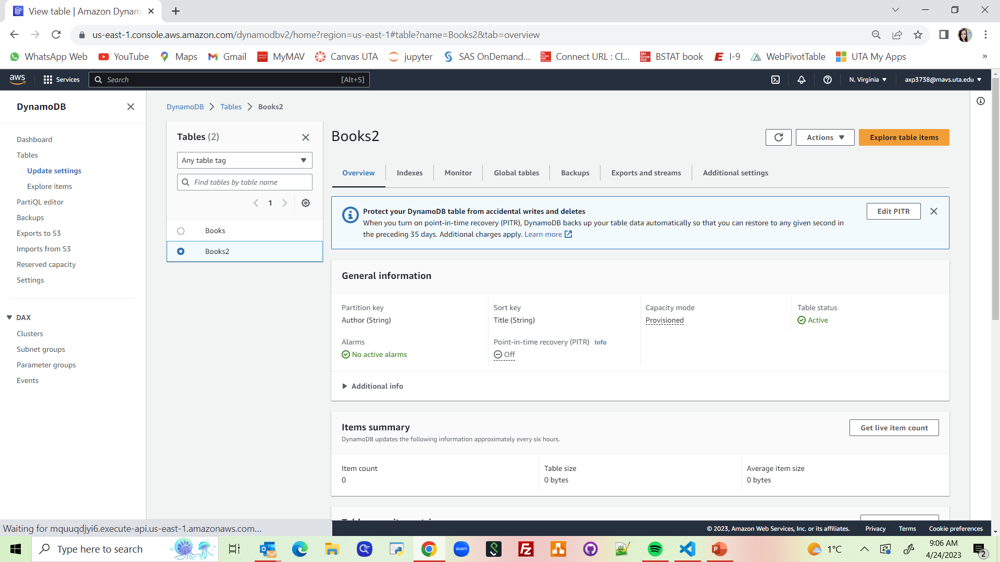 View table | Amazon Dynam
us-east-1.console.aws.amazon.com/dynamodbv2/home?region=us-east-1#table?name=Books2&tab=overview
WhatsApp Web YouTube Maps Gmail MyMAV Canvas UTA jupyter SAS OnDemand... Connect URL : Cl... BSTAT book I-9 WebPivotTable UTA My Apps »
aws Services Search [Alt+S] N. Virginia axp3738@mavs.uta.edu
DynamoDB
Dashboard
Tables
Update settings
Explore items
PartiQL editor
Backups
Exports to S3
Imports from S3
Reserved capacity
Settings
DAX
Clusters
Subnet groups
Parameter groups
Events
DynamoDB > Tables > Books2
Tables (2)
Any table tag
Find tables by table name
1
Books
Books2
Books2
Actions Explore table items
Overview Indexes Monitor Global tables Backups Exports and streams Additional settings
Protect your DynamoDB table from accidental writes and deletes
When you turn on point-in-time recovery (PITR), DynamoDB backs up your table data automatically so that you can restore to any given second in
the preceding 35 days. Additional charges apply. Learn more
Edit PITR
General information
Partition key Sort key Capacity mode Table status
Author (String) Title (String) Provisioned Active
Alarms Point-in-time recovery (PITR) Info
No active alarms Off
Additional info
Items summary
DynamoDB updates the following information approximately every six hours.
Get live item count
Item count Table size Average item size
0 0 bytes 0 bytes
Waiting for mquuqdjyi6.execute-api.us-east-1.amazonaws.com...
© 2023, Amazon Web Services, Inc. or its affiliates. Privacy Terms Cookie preferences
Type here to search zoom 1°C 9:06 AM
4/24/2023 2